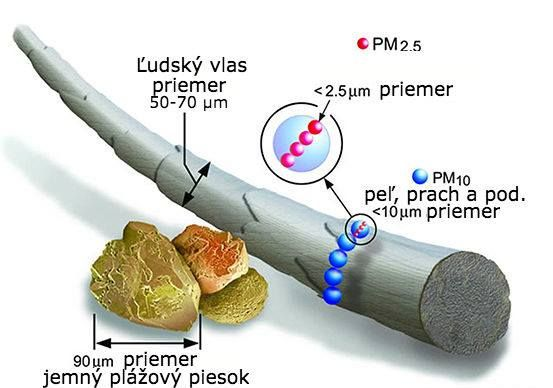 PM2.5
Ľudský vlas
priemer
50-70 µm
<2.5µm priemer
PM10
peľ, prach a pod.
<10µm priemer
90µm priemer
jemný plážový piesok